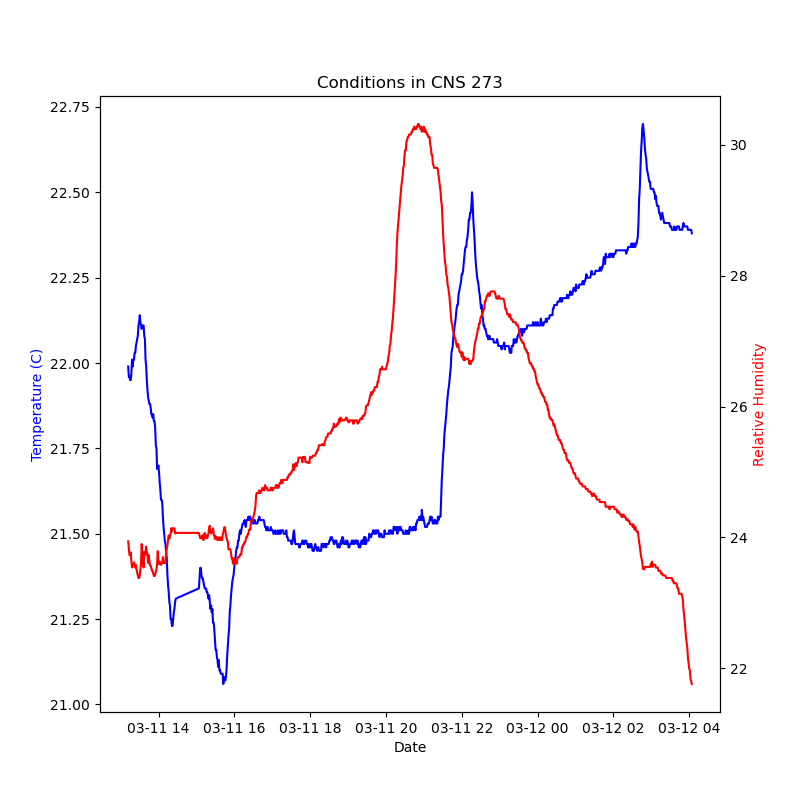 Conditions in CNS 273
22.75
22.50
22.25
22.00
21.75
21.50
21.25
21.00
Temperature (C)
30
28
26
24
22
Relative Humidity
03-11 14 03-11 16 03-11 18 03-11 20 03-11 22 03-12 00 03-12 02 03-12 04
Date